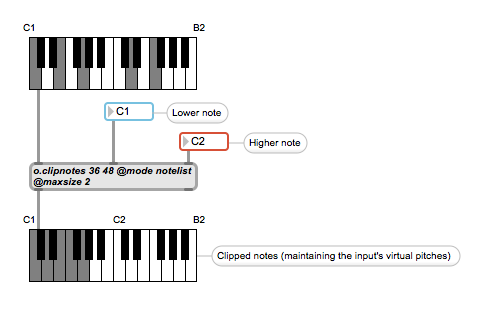 C1 B2
C1
Lower note
C2
Higher note
o.clipnotes 36 48 @mode notelist
@maxsize 2
C1 C2 B2
Clipped notes (maintaining the input's virtual pitches)